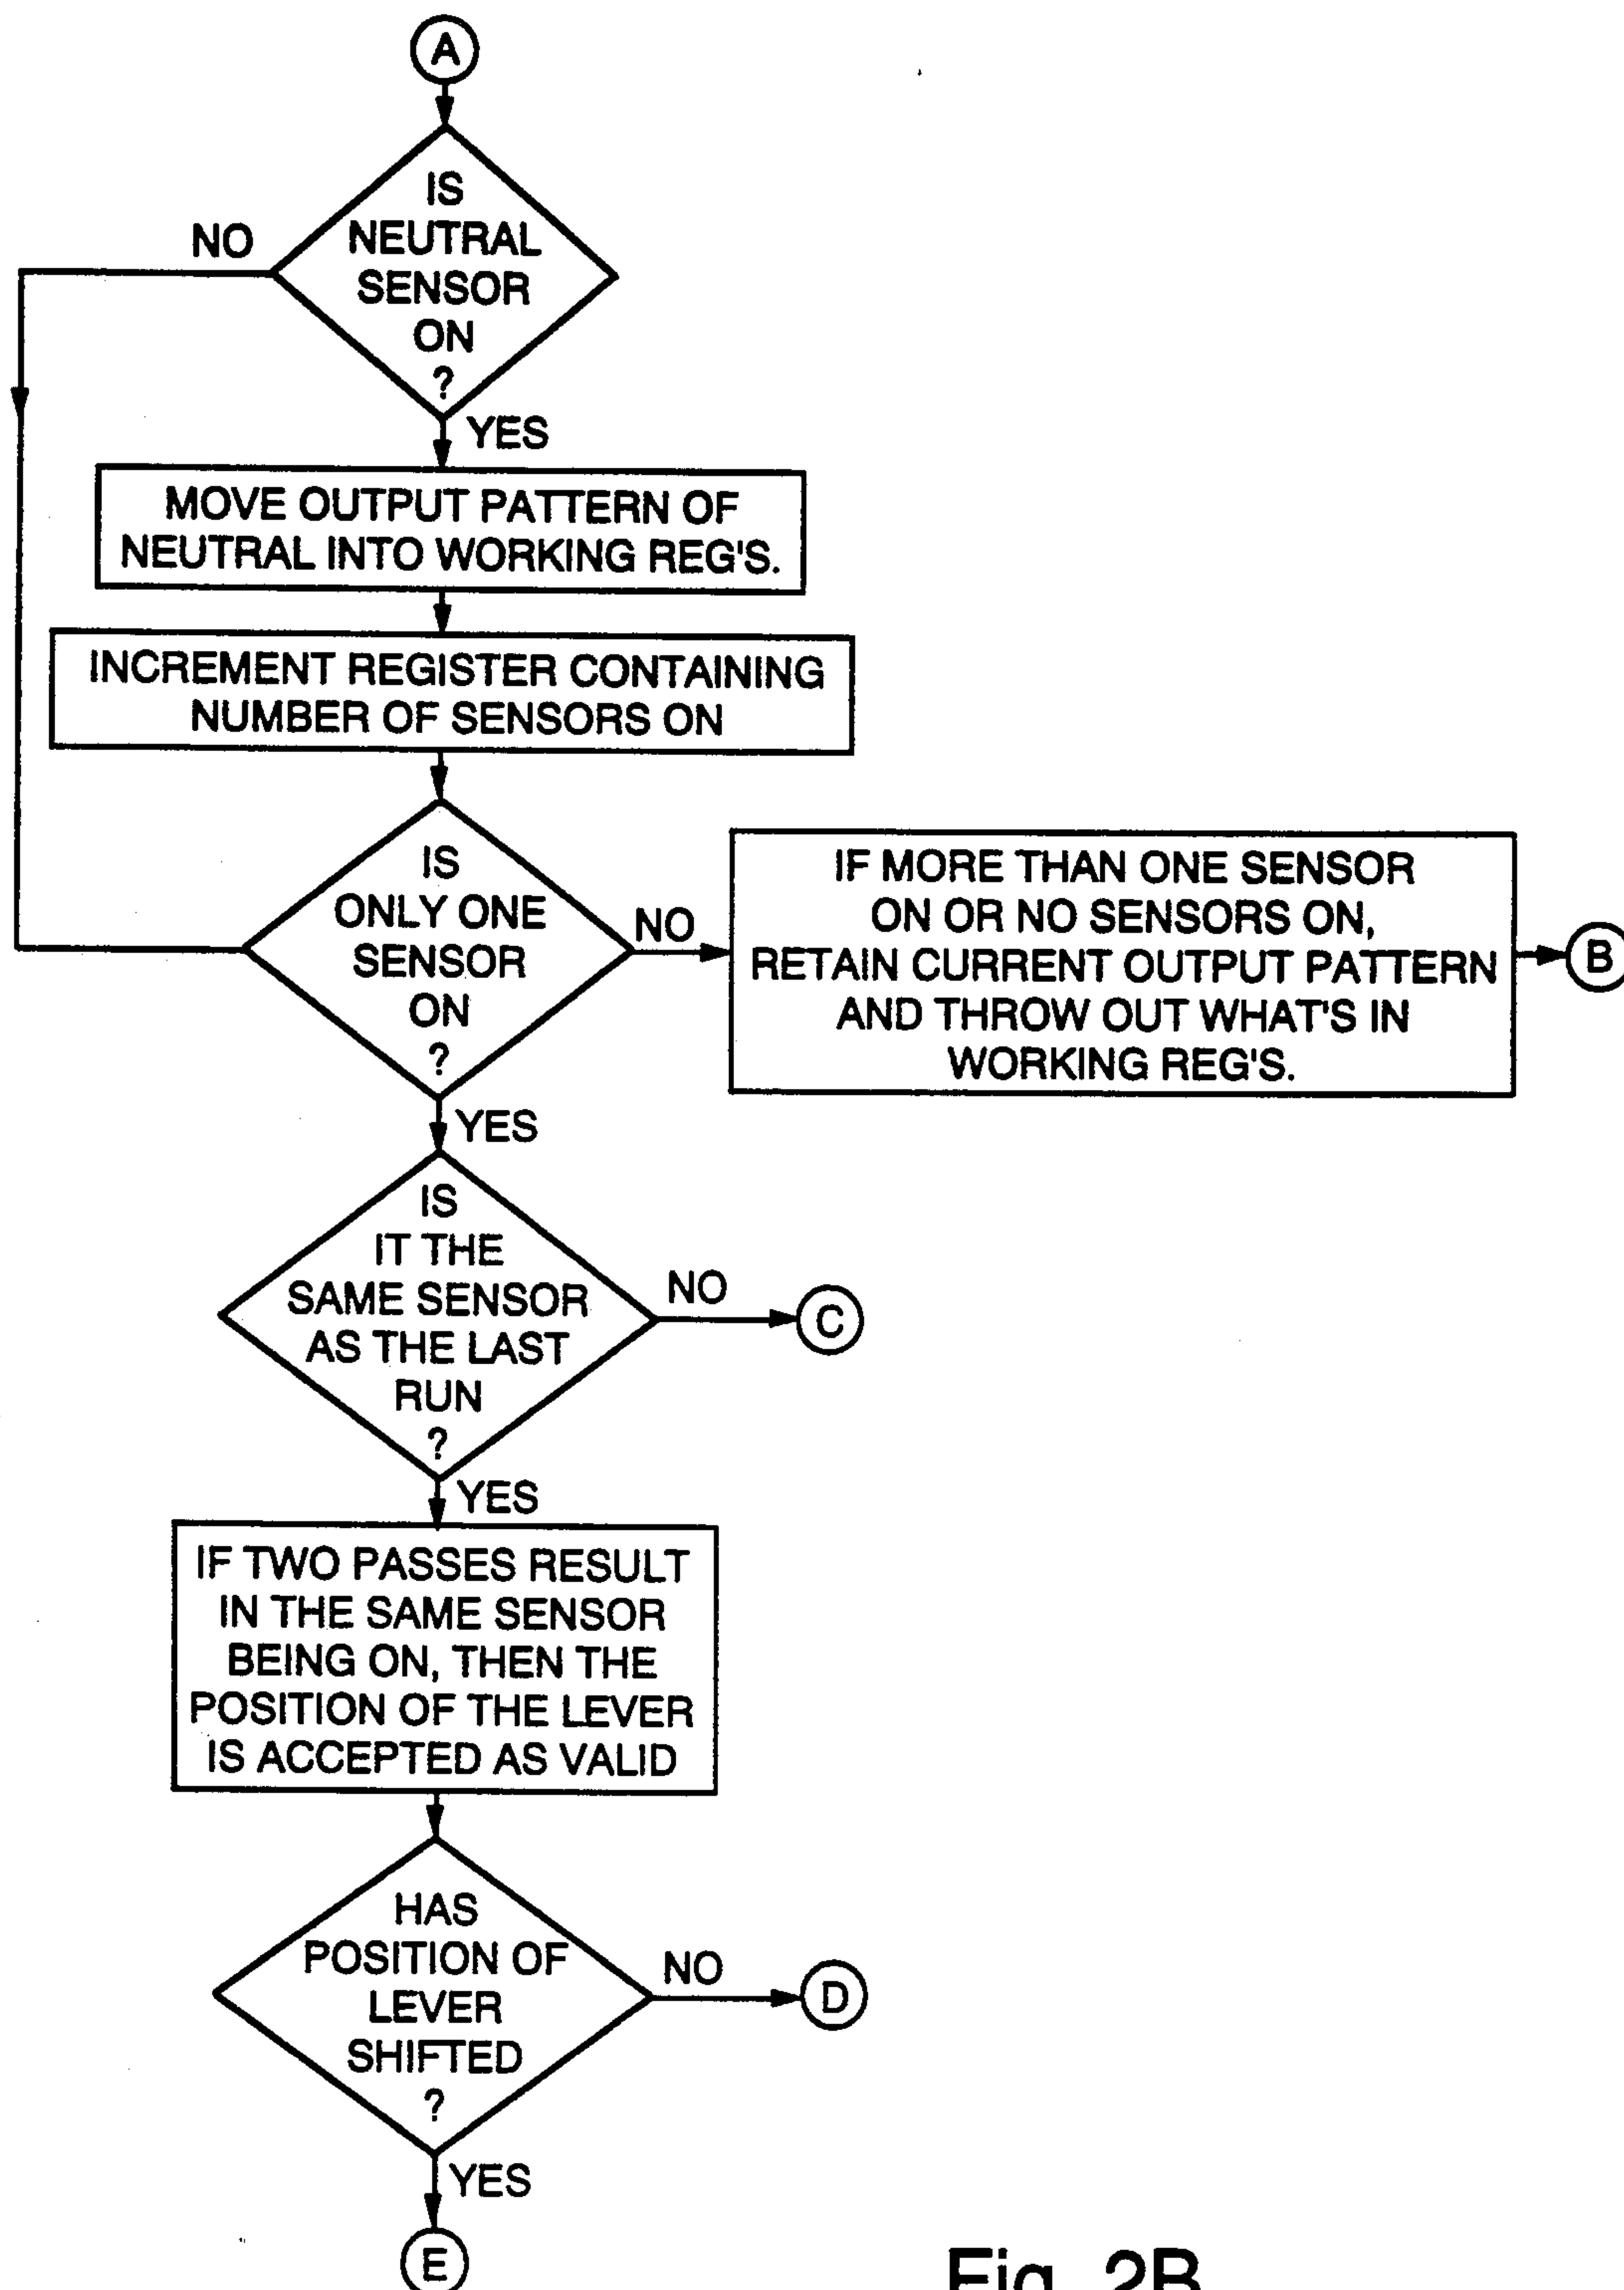 A
IS
NEUTRAL
SENSOR
ON
?
NO
YES
MOVE OUTPUT PATTERN OF
NEUTRAL INTO WORKING REG'S.
INCREMENT REGISTER CONTAINING
NUMBER OF SENSORS ON
IS
ONLY ONE
SENSOR
ON
?
NO
IF MORE THAN ONE SENSOR
ON OR NO SENSORS ON,
RETAIN CURRENT OUTPUT PATTERN
AND THROW OUT WHAT'S IN
WORKING REG'S.
B
YES
IS
IT THE
SAME SENSOR
AS THE LAST
RUN
?
NO
C
YES
IF TWO PASSES RESULT
IN THE SAME SENSOR
BEING ON, THEN THE
POSITION OF THE LEVER
IS ACCEPTED AS VALID
HAS
POSITION OF
LEVER
SHIFTED
?
NO
D
YES
E
Fig. 2B